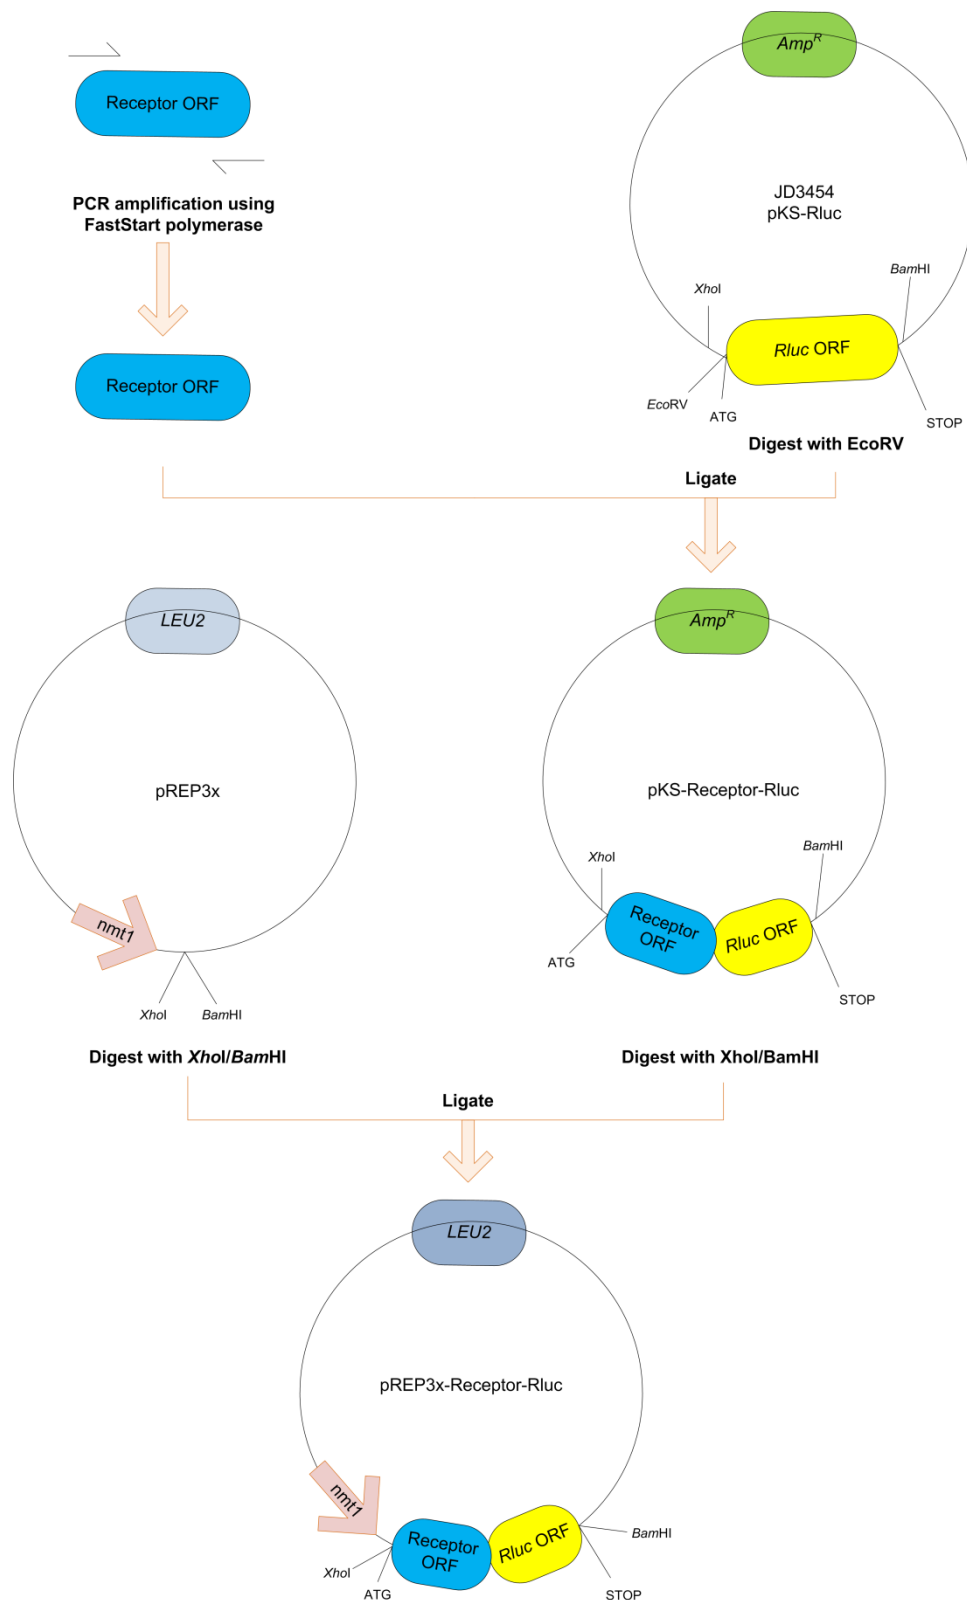 Receptor ORF
PCR amplification using
FastStart polymerase
Receptor ORF
Amp^R
JD3454
pKS-Rluc
XhoI
BamHI
Rluc ORF
EcoRV
ATG
STOP
Digest with EcoRV
Ligate
LEU2
pREP3x
nmt1
XhoI
BamHI
Digest with XhoI/BamHI
Amp^R
pKS-Receptor-Rluc
XhoI
BamHI
Receptor
ORF
Rluc ORF
ATG
STOP
Digest with XhoI/BamHI
Ligate
LEU2
pREP3x-Receptor-Rluc
nmt1
Receptor
ORF
Rluc ORF
BamHI
XhoI
ATG
STOP